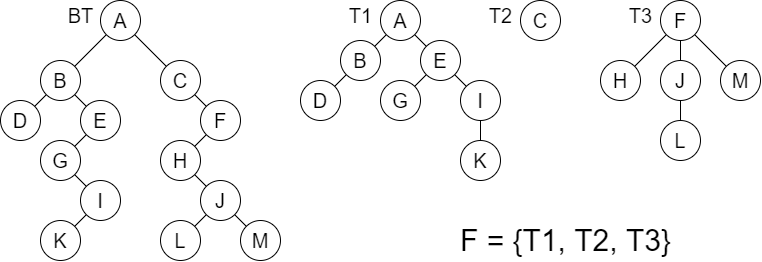 BT A T1 A T2 C T3 F
B C B E H J M
D E F D G I
G H K L
I J
K L M
F = {T1, T2, T3}